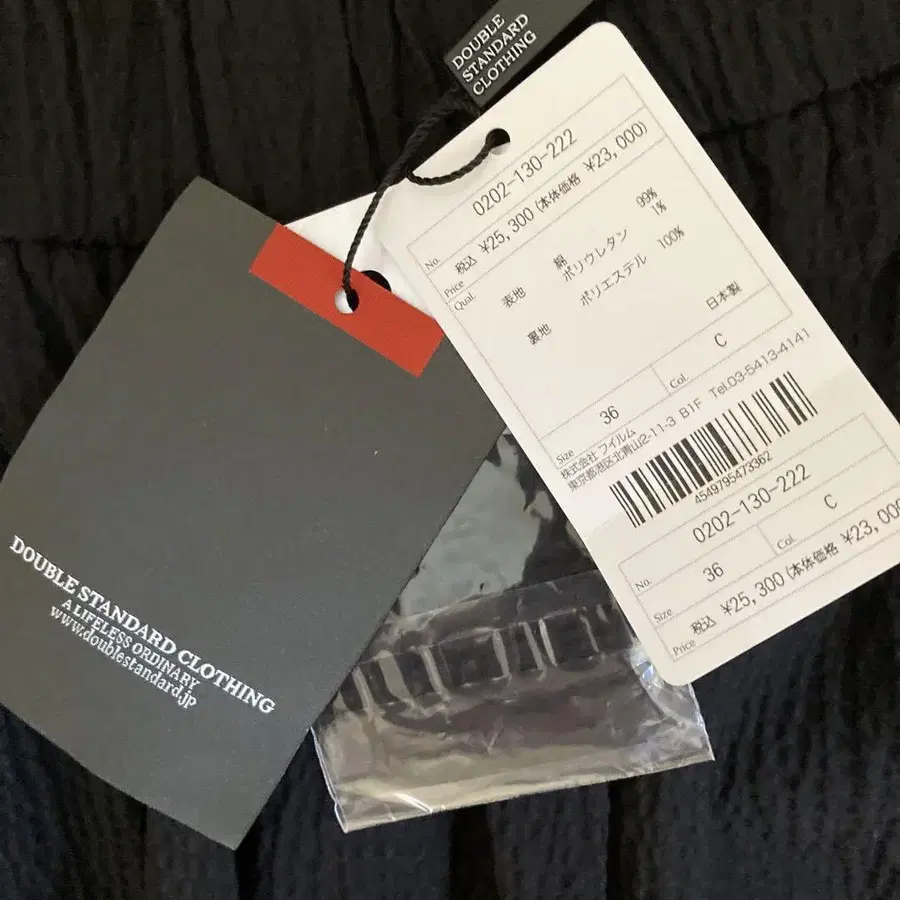 DOUBLE
STANDARD
CLOTHING
No. 0202-130-222
Price 税込 ¥25,300 (本体価格 ¥23,000)
Qual. 表地 綿 99%
ポリウレタン 1%
裏地 ポリエステル 100%
日本製
Size 36 Col. C
株式会社 フイルム
東京都港区北青山2-11-3 B1F Tel.03-5413-4141
4549795473362
No. 0202-130-222
Size 36 Col. C
Price 税込 ¥25,300 (本体価格 ¥23,000
DOUBLE STANDARD CLOTHING
A LIFELESS ORDINARY
www.doublestandard.jp